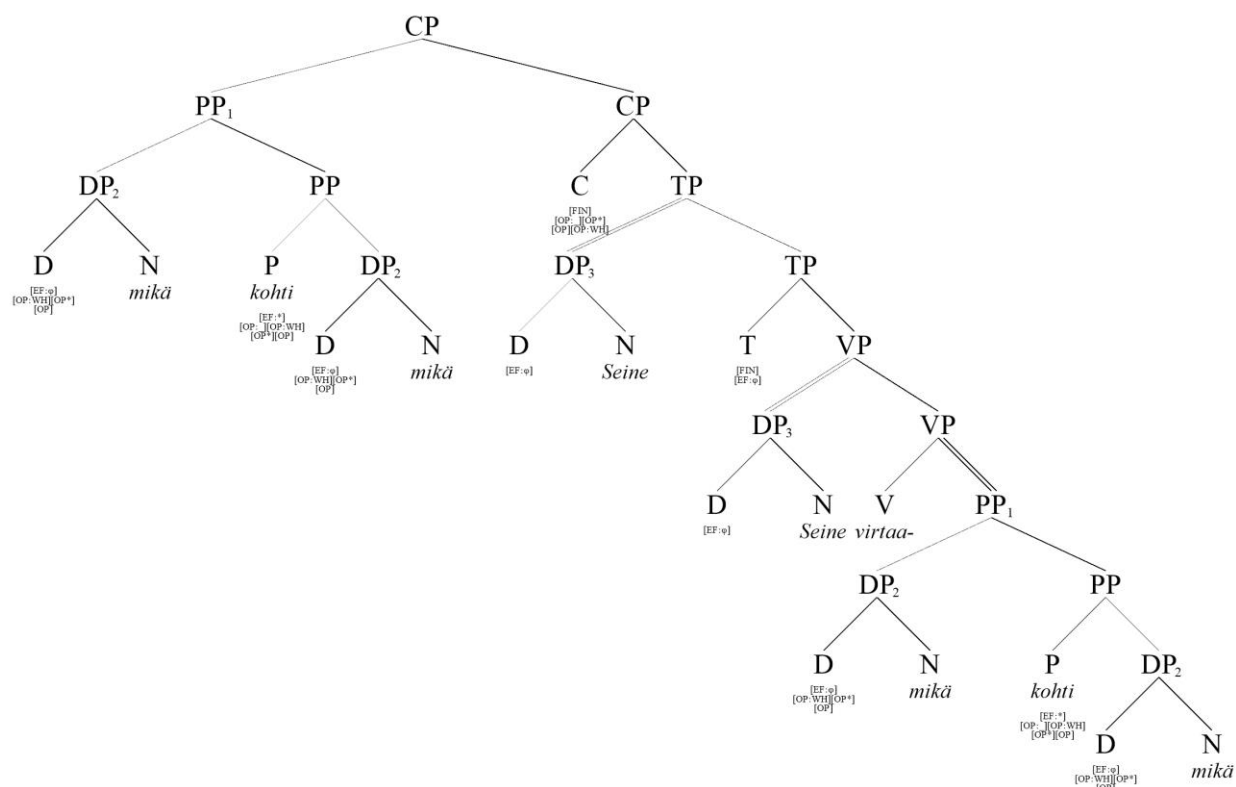 CP
PP₁ CP
DP₂ PP C TP
[FIN]
[OP:_][OP*]
[OP][OP:WH]
D N P DP₂ DP₃ TP
[EF:φ] mikä kohti
[OP:WH][OP*]
[OP]
[EF:*]
[OP:_][OP:WH]
[OP*][OP]
D N D N T VP
[EF:φ] mikä [EF:φ] Seine [FIN]
[OP:WH][OP*] [EF:φ]
[OP]
DP₃ VP
D N V PP₁
[EF:φ] Seine virtaa-
DP₂ PP
D N P DP₂
[EF:φ] mikä kohti
[OP:WH][OP*]
[OP]
[EF:*]
[OP:_][OP:WH]
[OP*][OP]
D N
[EF:φ] mikä
[OP:WH][OP*]